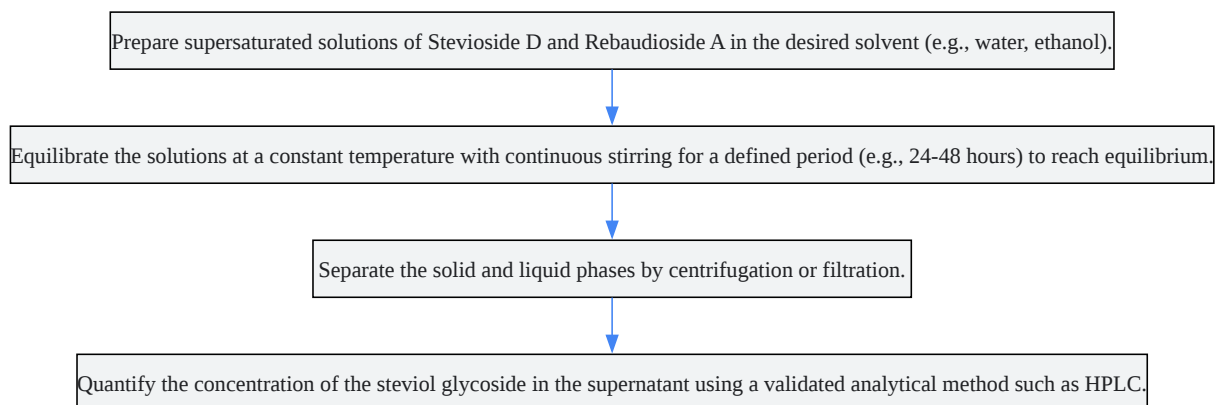 Prepare supersaturated solutions of Stevioside D and Rebaudioside A in the desired solvent (e.g., water, ethanol).
Equilibrate the solutions at a constant temperature with continuous stirring for a defined period (e.g., 24-48 hours) to reach equilibrium.
Separate the solid and liquid phases by centrifugation or filtration.
Quantify the concentration of the steviol glycoside in the supernatant using a validated analytical method such as HPLC.